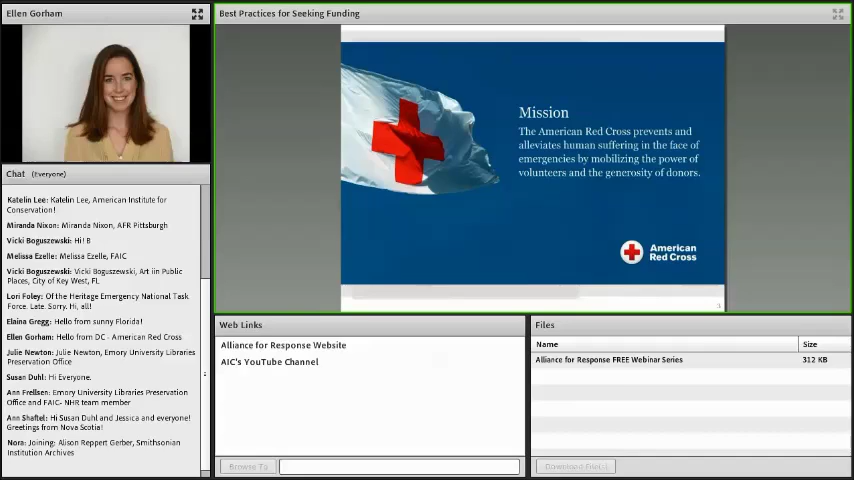 Ellen Gorham
Best Practices for Seeking Funding
Mission
The American Red Cross prevents and
alleviates human suffering in the face of
emergencies by mobilizing the power of
volunteers and the generosity of donors.
American
Red Cross
Chat (Everyone)
Katelin Lee: Katelin Lee, American Institute for
Conservation!
Miranda Nixon: Miranda Nixon, AFR Pittsburgh
Vicki Boguszewski: Hi! B
Melissa Ezelle: Melissa Ezelle, FAIC
Vicki Boguszewski: Vicki Boguszewski, Art iin Public
Places, City of Key West, FL
Lori Foley: Of the Heritage Emergency National Task
Force. Late. Sorry. Hi, all!
Elaina Gregg: Hello from sunny Florida!
Ellen Gorham: Hello from DC - American Red Cross
Julie Newton: Julie Newton, Emory University Libraries
Preservation Office
Susan Duhl: Hi Everyone.
Ann Frellsen: Emory University Libraries Preservation
Office and FAIC- NHR team member
Ann Shaftel: Hi Susan Duhl and Jessica and everyone!
Greetings from Nova Scotia!
Nora: Joining: Alison Reppert Gerber, Smithsonian
Institution Archives
Web Links
Alliance for Response Website
AIC's YouTube Channel
Browse To
Files
Name Size
Alliance for Response FREE Webinar Series 312 KB
Download File(s)